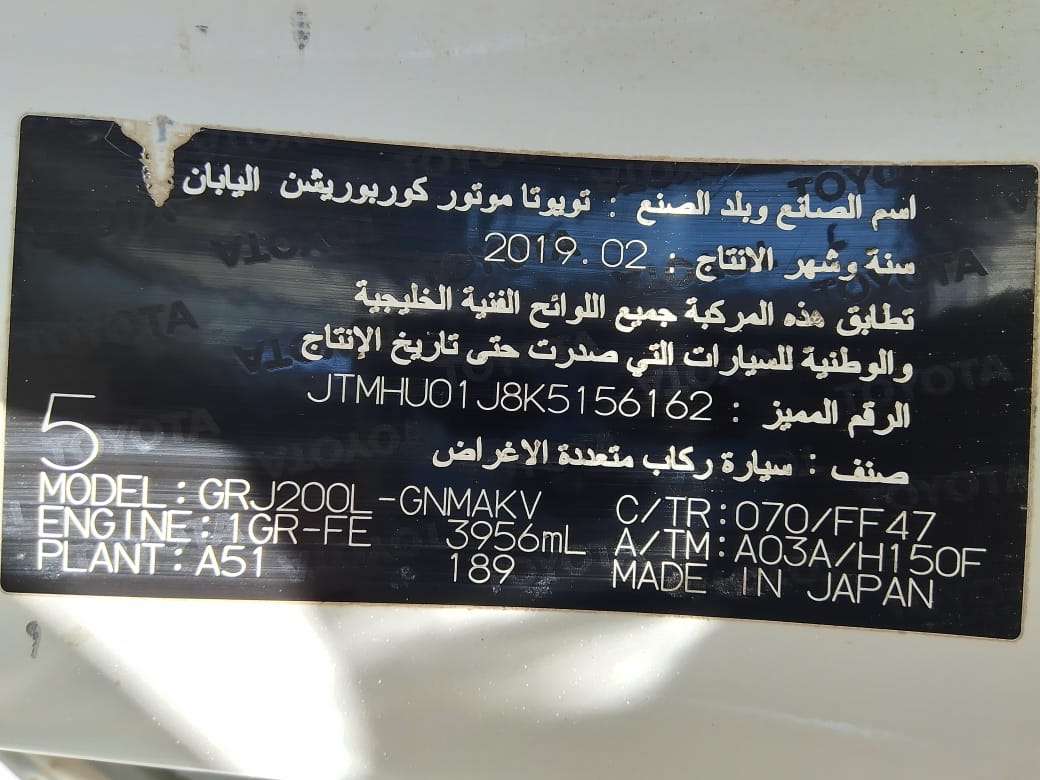 اسم الصانع وبلد الصنع : تويوتا موتور كوربوريشن اليابان
سنة وشهر الانتاج : 2019.02
تطابق هذه المركبة جميع اللوائح الفنية الخليجية
والوطنية للسيارات التي صدرت حتى تاريخ الإنتاج
الرقم المميز : JTMHU01J8K5156162
صنف : سيارة ركاب متعددة الاغراض
5
MODEL:GRJ200L-GNMAKV C/TR:070/FF47
ENGINE:1GR-FE 3956mL A/TM:A03A/H150F
PLANT:A51 189 MADE IN JAPAN